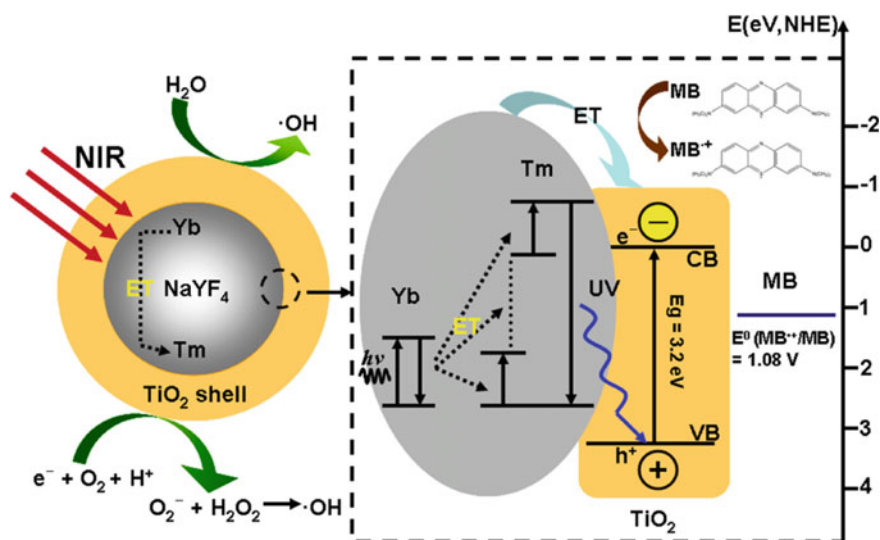 E(eV,NHE)
H₂O
·OH
NIR
Yb
ET
NaYF₄
Tm
TiO₂ shell
e⁻ + O₂ + H⁺
O₂⁻ + H₂O₂ → ·OH
ET
MB
MB·⁺
Tm
Yb
ET
hν
UV
e⁻
−
CB
Eg = 3.2 eV
VB
h⁺
+
TiO₂
MB
E⁰ (MB·⁺/MB)
= 1.08 V
-2
-1
0
1
2
3
4